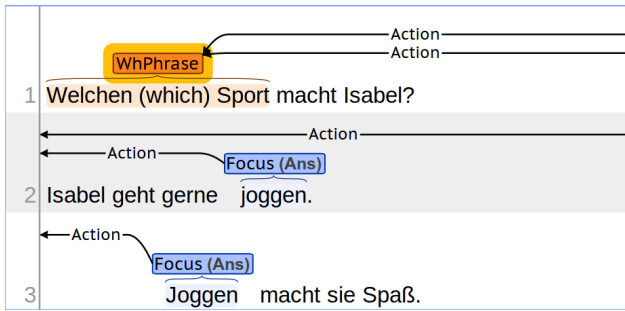 Action
Action
WhPhrase
1 Welchen (which) Sport macht Isabel?
Action
Action
Focus (Ans)
2 Isabel geht gerne joggen.
Action
Focus (Ans)
3 Joggen macht sie Spaß.